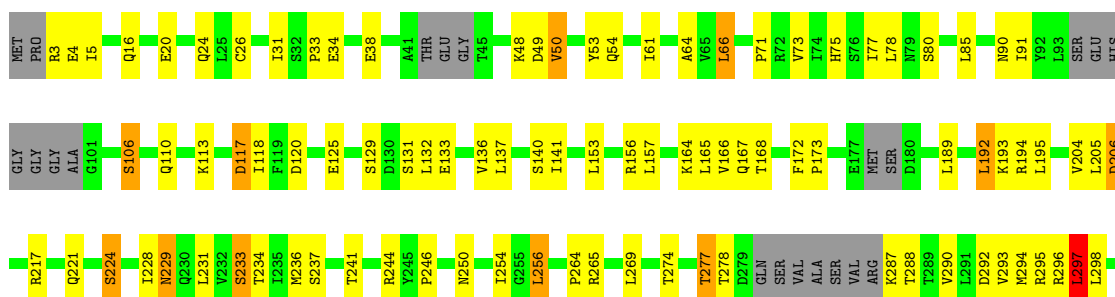 MET PRO R3 E4 I5 Q16 E20 Q24 L25 C26 I31 S32 P33 E34 E38 A41 THR GLU GLY T45 K48 D49 V50 Y53 Q54 I61 A64 V65 L66 P71 R72 V73 I74 H75 S76 I77 L78 N79 S80 L85 N90 I91 Y92 L93 SER GLU HIS
GLY GLY GLY ALA G101 S106 Q110 K113 D117 I118 F119 D120 E125 S129 D130 S131 L132 E133 V136 L137 S140 I141 L153 R156 L157 K164 L165 V166 Q167 T168 F172 P173 E177 MET SER D180 L189 L192 K193 R194 L195 V204 L205 D206
R217 Q221 S224 I228 N229 Q230 L231 V232 S233 T234 I235 M236 S237 T241 R244 Y245 P246 N250 I254 G255 L256 P264 R265 L269 T274 T277 T278 D279 GLN SER VAL ALA SER VAL ARG K287 T288 T289 V290 L291 D292 V293 M294 R295 R296 L297 L298